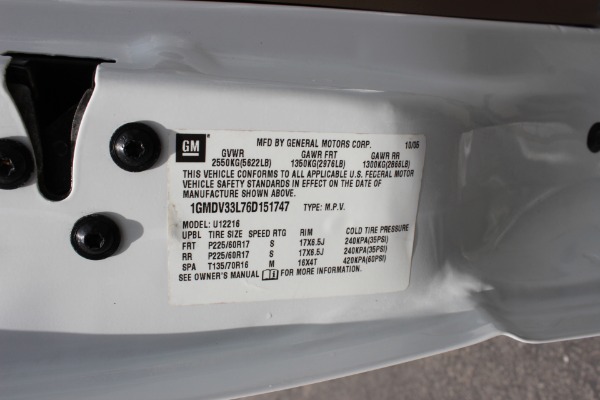 GM MFD BY GENERAL MOTORS CORP. 10/05
GVWR GAWR FRT GAWR RR
2550KG(5622LB) 1350KG(2976LB) 1300KG(2866LB)
THIS VEHICLE CONFORMS TO ALL APPLICABLE U.S. FEDERAL MOTOR
VEHICLE SAFETY STANDARDS IN EFFECT ON THE DATE OF
MANUFACTURE SHOWN ABOVE.
1GMDV33L76D151747 TYPE: M.P.V.
MODEL: U12216
UPBL TIRE SIZE SPEED RTG RIM COLD TIRE PRESSURE
FRT P225/60R17 S 17X6.5J 240KPA(35PSI)
RR P225/60R17 S 17X6.5J 240KPA(35PSI)
SPA T135/70R16 M 16X4T 420KPA(60PSI)
SEE OWNER'S MANUAL FOR MORE INFORMATION.